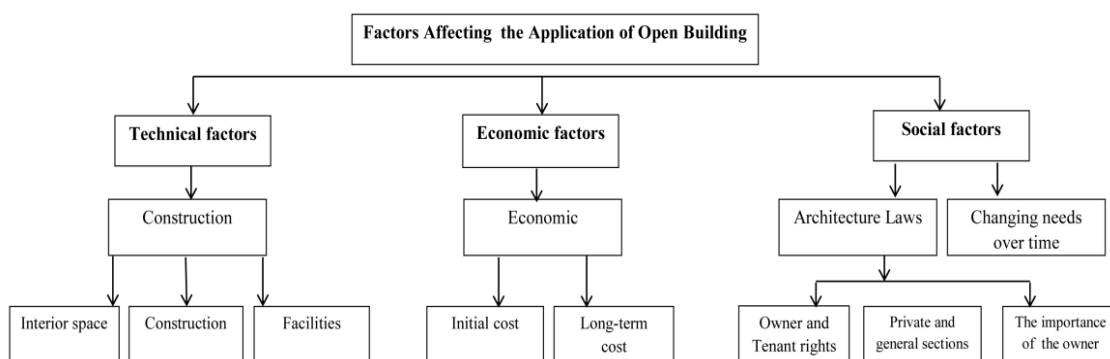 Factors Affecting the Application of Open Building
Technical factors
Economic factors
Social factors
Construction
Economic
Architecture Laws
Changing needs
over time
Interior space
Construction
Facilities
Initial cost
Long-term
cost
Owner and
Tenant rights
Private and
general sections
The importance
of the owner